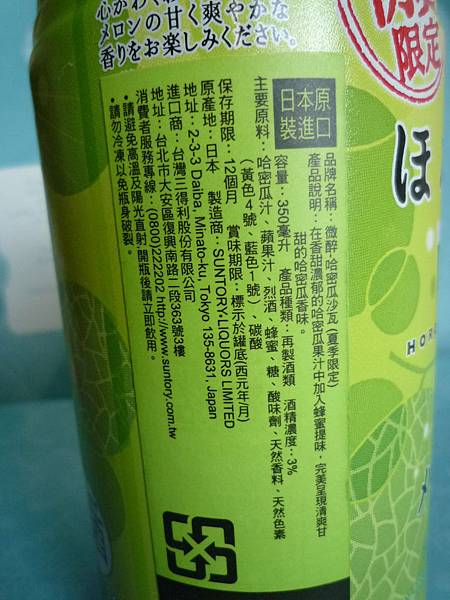 心かわ
メロンの甘く爽やかな
香りをお楽しみください。
限定
ほ
HOR
日本原
裝進口
品牌名稱：微醉-哈密瓜沙瓦（夏季限定）
產品說明：在香甜濃郁的哈密瓜果汁中加入蜂蜜提味，完美呈現清爽甘
甜的哈密瓜香味。
容量：350毫升　產品種類：再製酒類　酒精濃度：3%
主要原料：哈密瓜汁、蘋果汁、烈酒、蜂蜜、糖、酸味劑、天然香料、天然色素
（黃色4號、藍色1號）、碳酸
保存期限：12個月　賞味期限：標示於罐底(西元年/月)
原產地：日本　製造商：SUNTORY LIQUORS LIMITED
地址：2-3-3 Daiba, Minato-ku, Tokyo 135-8631, Japan
進口商：台灣三得利股份有限公司
地址：台北市大安區復興南路二段363號3樓
消費者服務專線：(0800)222202 http://www.suntory.com.tw
•請避免高溫及陽光直射 開瓶後請立即飲用。
•請勿冷凍以免瓶身破裂。